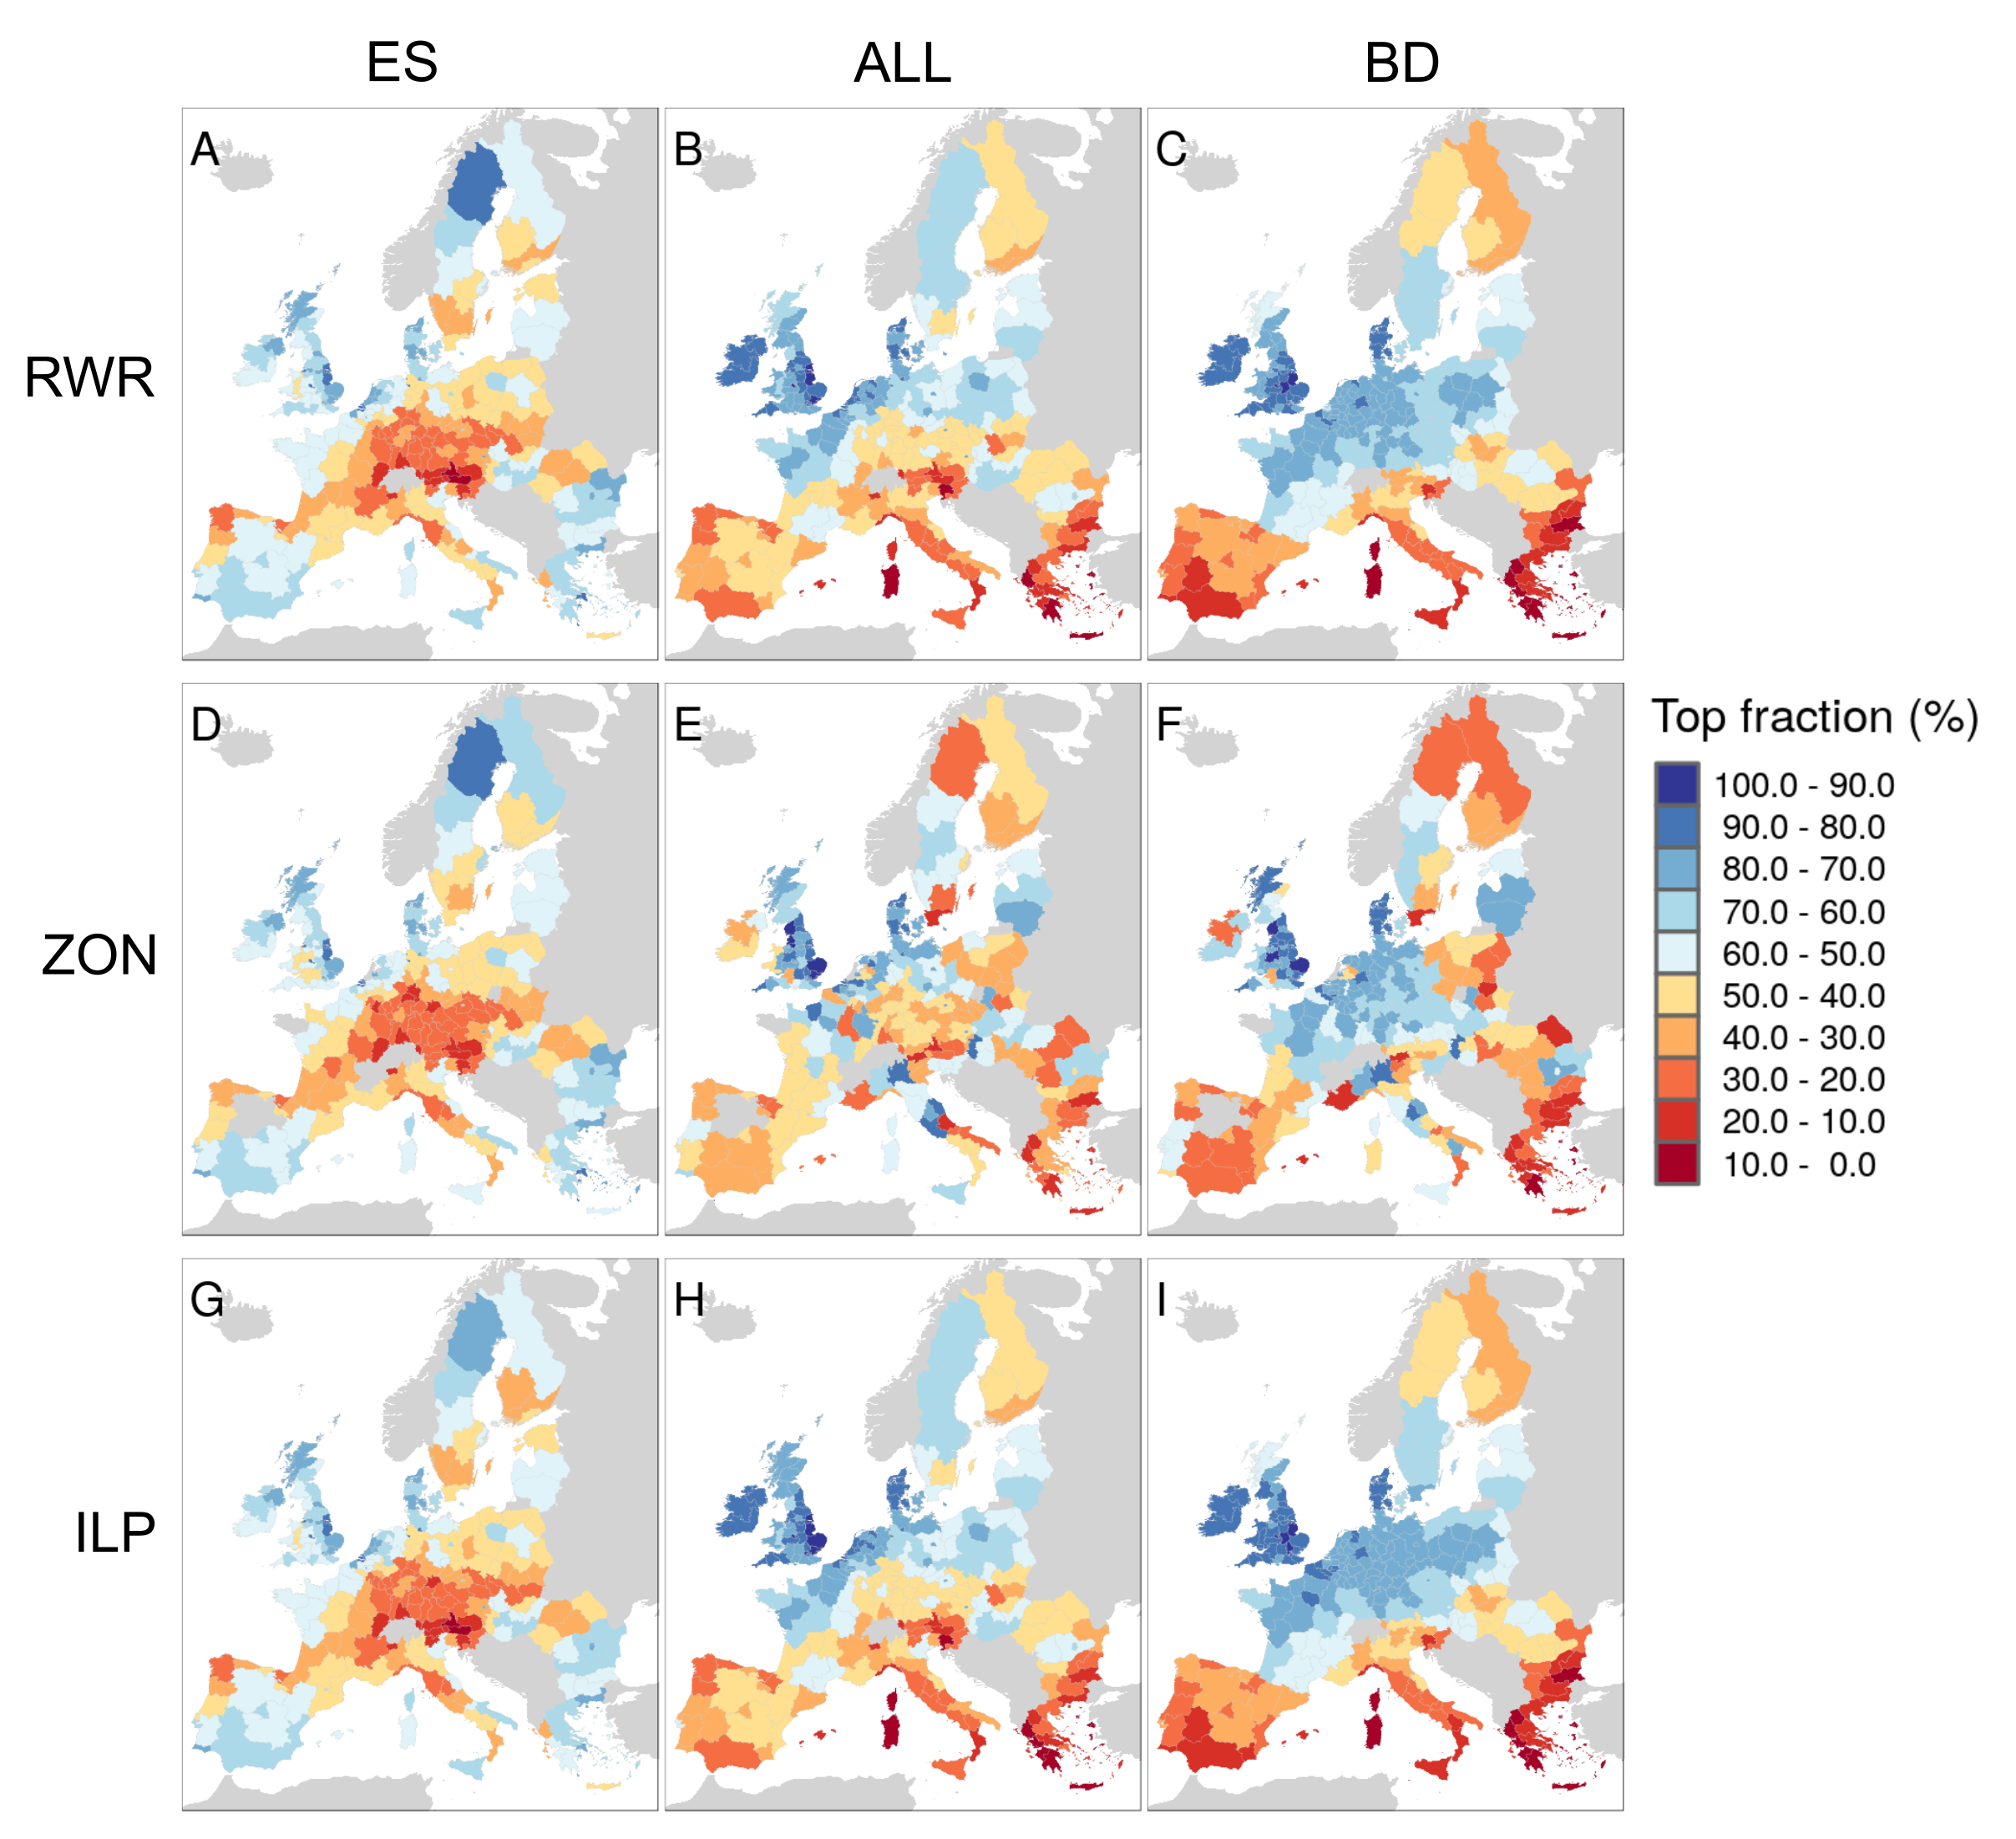 ES ALL BD
RWR
A B C
ZON
D E F
Top fraction (%)
100.0 - 90.0
90.0 - 80.0
80.0 - 70.0
70.0 - 60.0
60.0 - 50.0
50.0 - 40.0
40.0 - 30.0
30.0 - 20.0
20.0 - 10.0
10.0 - 0.0
ILP
G H I